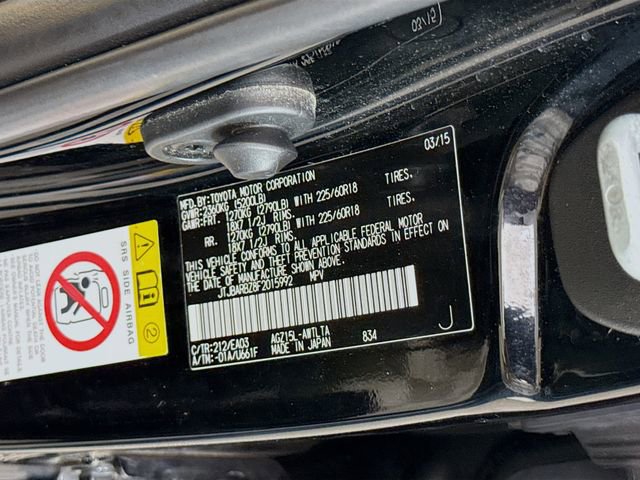 MFD.BY:TOYOTA MOTOR CORPORATION 03/15
GVWR:2360KG (5200LB)
GAWR:FRT. 1270KG (2790LB) WITH 225/60R18 TIRES,
18X7 1/2J RIMS.
RR. 1270KG (2790LB) WITH 225/60R18 TIRES,
18X7 1/2J RIMS.
THIS VEHICLE CONFORMS TO ALL APPLICABLE FEDERAL MOTOR
VEHICLE SAFETY AND THEFT PREVENTION STANDARDS IN EFFECT ON
THE DATE OF MANUFACTURE SHOWN ABOVE.
JTJBARBZ8F2015992 MPV
C/TR:212/EA03 AGZ15L-AWTLTA
A/TM:-01A/U661F MADE IN JAPAN 834
J
SRS SIDE AIRBAG
2